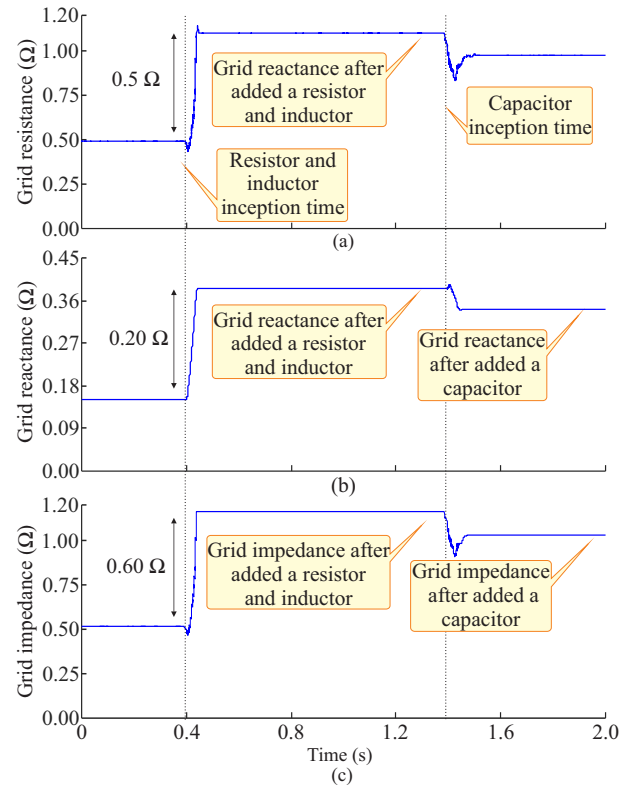 1.20
1.00
0.75
0.50
0.25
0.00
Grid resistance (Ω)
0.5 Ω
Grid reactance after
added a resistor
and inductor
Capacitor
inception time
Resistor and
inductor
inception time
(a)
0.45
0.36
0.27
0.18
0.09
0.00
Grid reactance (Ω)
0.20 Ω
Grid reactance after
added a resistor
and inductor
Grid reactance
after added a
capacitor
(b)
1.20
1.00
0.75
0.50
0.25
0.00
Grid impedance (Ω)
0.60 Ω
Grid impedance after
added a resistor
and inductor
Grid impedance
after added a
capacitor
0 0.4 0.8 1.2 1.6 2.0
Time (s)
(c)